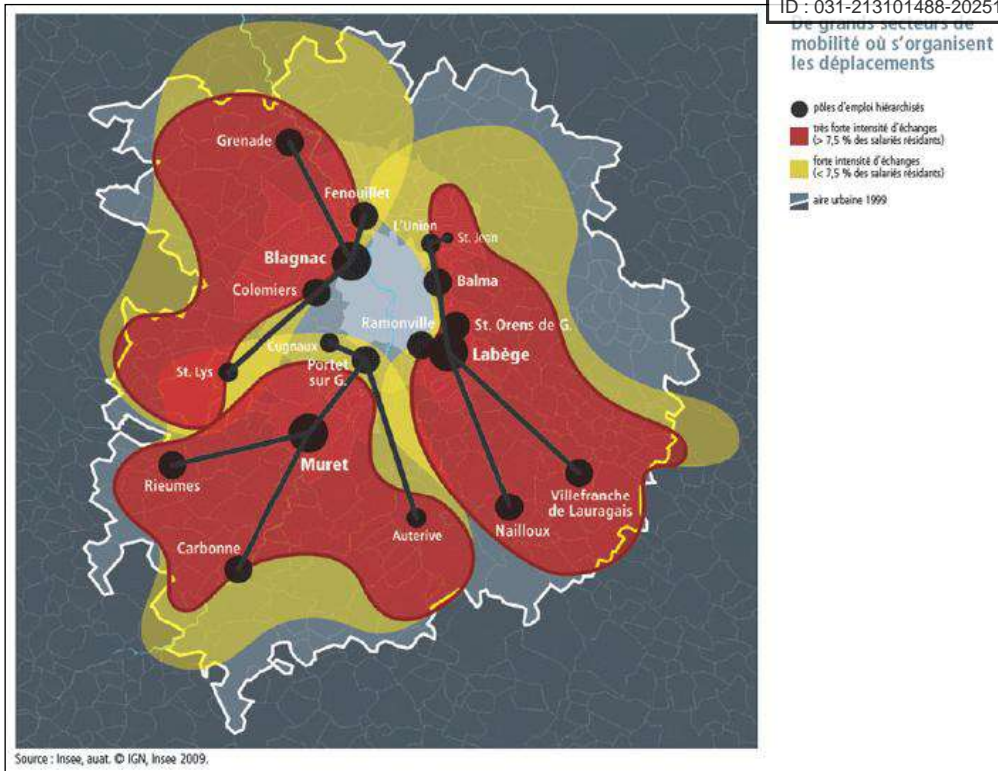 ID : 031-213101488-20251
De grands secteurs de
mobilité où s'organisent
les déplacements
pôles d'emploi hiérarchisés
très forte intensité d'échanges
(> 7,5 % des salariés résidants)
forte intensité d'échanges
(< 7,5 % des salariés résidants)
aire urbaine 1999
Grenade
Fenouillet
L'Union
St. Jean
Blagnac
Balma
Colomiers
Ramonville
St. Orens de G.
Cugnaux
Labège
St. Lys
Portet
sur G.
Muret
Rieumes
Villefranche
de Lauragais
Nailloux
Auterive
Carbonne
Source : Insee, auat. © IGN, Insee 2009.